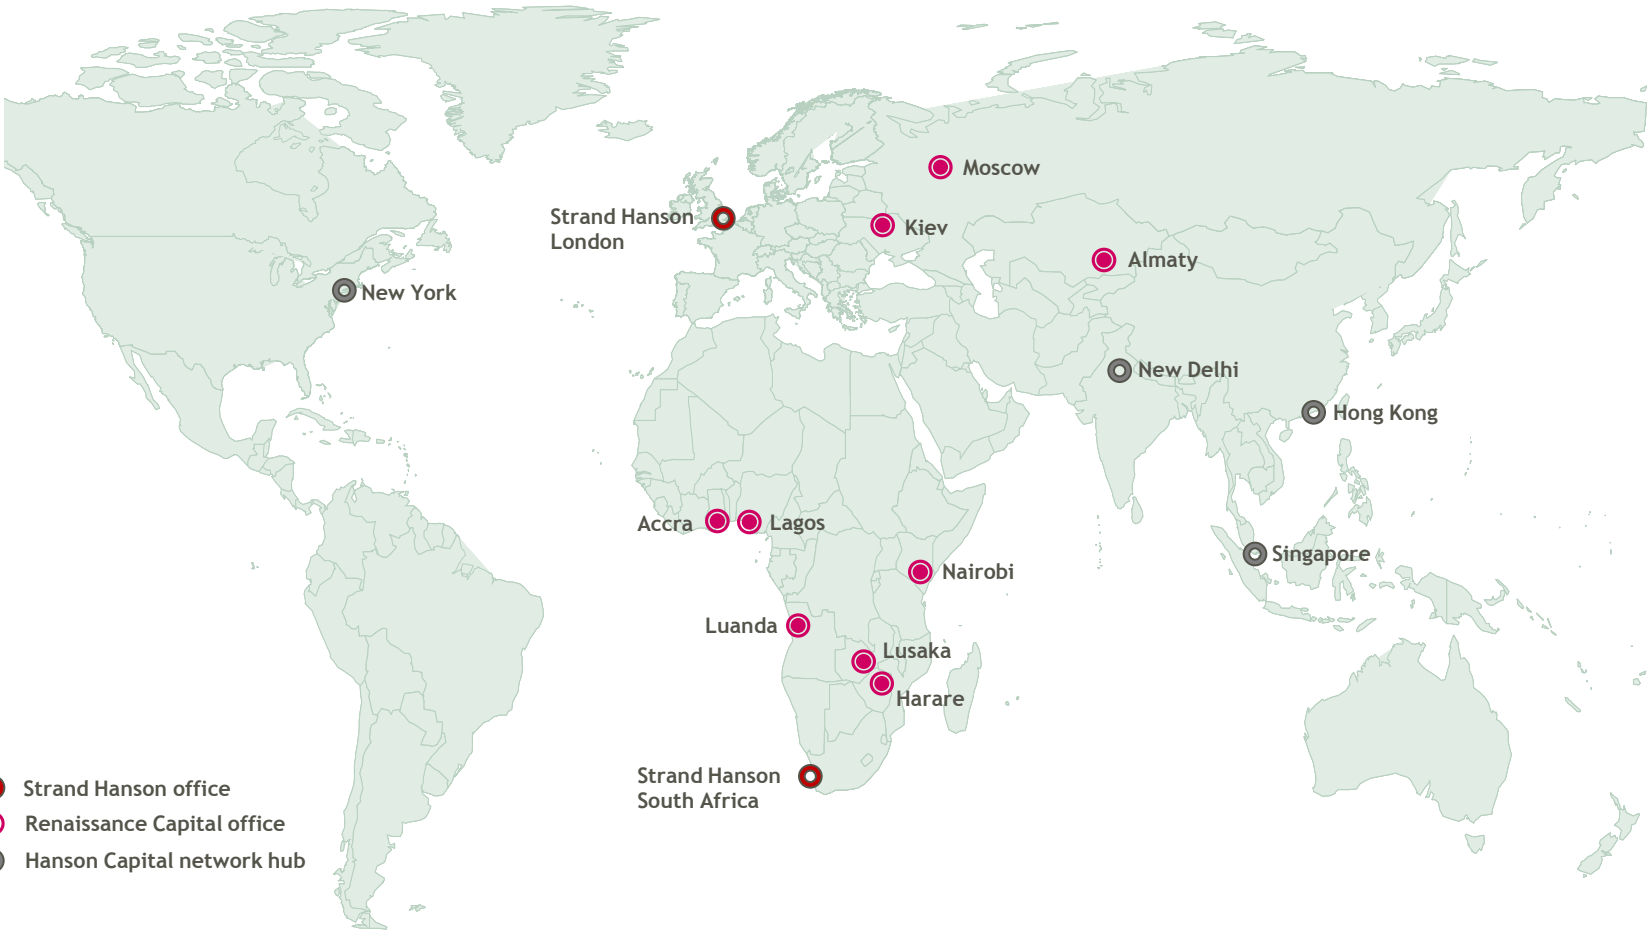 Moscow
Strand Hanson
London
Kiev
Almaty
New York
New Delhi
Hong Kong
Accra
Lagos
Singapore
Nairobi
Luanda
Lusaka
Harare
Strand Hanson
South Africa
Strand Hanson office
Renaissance Capital office
Hanson Capital network hub